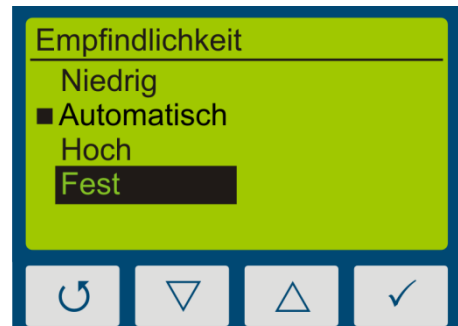 Empfindlichkeit
Niedrig
Automatisch
Hoch
Fest